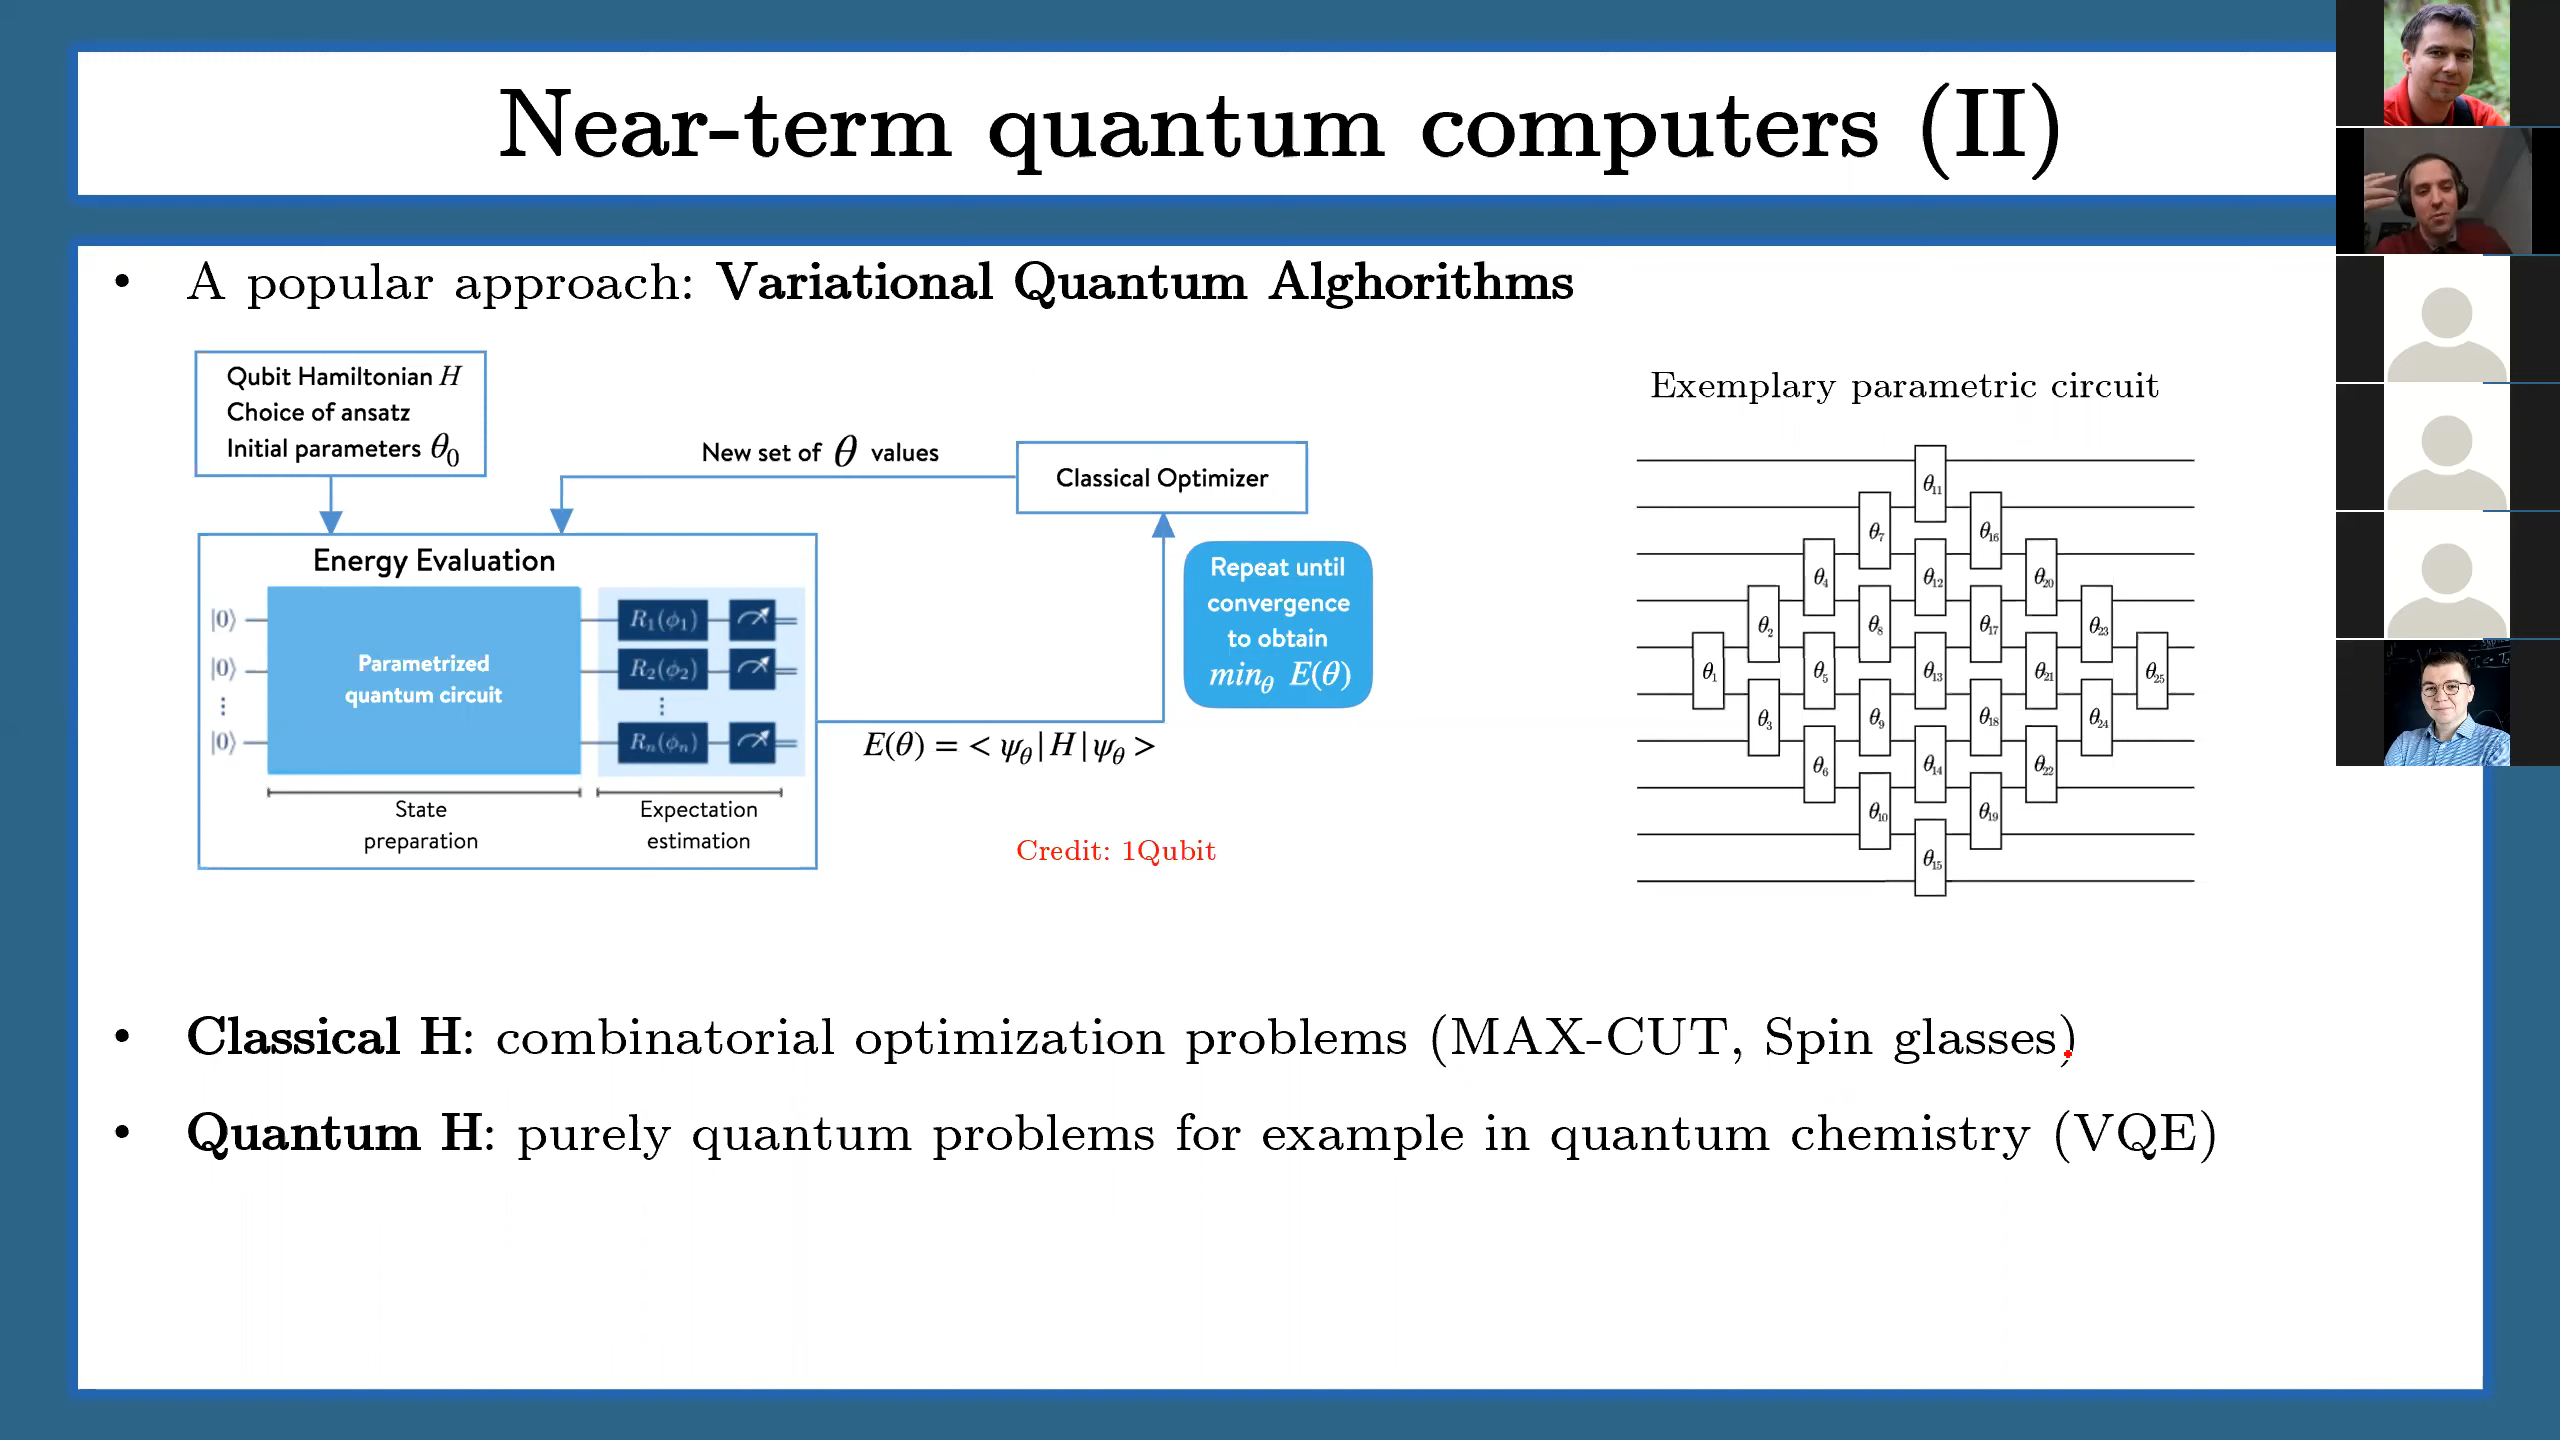 Near-term quantum computers (II)
• A popular approach: Variational Quantum Alghorithms
Qubit Hamiltonian H
Choice of ansatz
Initial parameters θ₀
New set of θ values
Classical Optimizer
Energy Evaluation
|0⟩
|0⟩
⋮
|0⟩
Parametrized
quantum circuit
R₁(ϕ₁)
R₂(ϕ₂)
⋮
Rₙ(ϕₙ)
State
preparation
Expectation
estimation
Repeat until
convergence
to obtain
min_θ E(θ)
E(θ) = < ψ_θ | H | ψ_θ >
Credit: 1Qubit
Exemplary parametric circuit
θ₁
θ₂
θ₃
θ₄
θ₅
θ₆
θ₇
θ₈
θ₉
θ₁₀
θ₁₁
θ₁₂
θ₁₃
θ₁₄
θ₁₅
θ₁₆
θ₁₇
θ₁₈
θ₁₉
θ₂₀
θ₂₁
θ₂₂
θ₂₃
θ₂₄
θ₂₅
• Classical H: combinatorial optimization problems (MAX-CUT, Spin glasses)
• Quantum H: purely quantum problems for example in quantum chemistry (VQE)